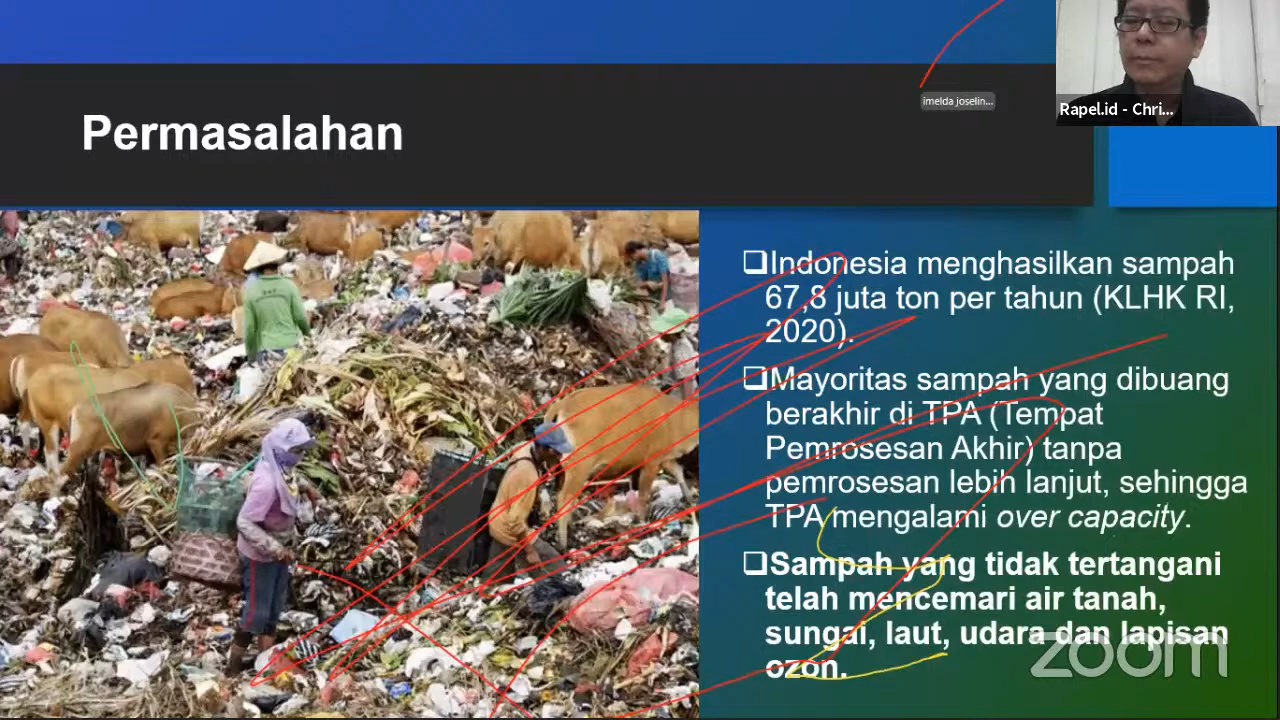 imelda joselin...
Rapel.id - Chri...
Permasalahan
❑Indonesia menghasilkan sampah
67,8 juta ton per tahun (KLHK RI,
2020).
❑Mayoritas sampah yang dibuang
berakhir di TPA (Tempat
Pemrosesan Akhir) tanpa
pemrosesan lebih lanjut, sehingga
TPA mengalami over capacity.
❑Sampah yang tidak tertangani
telah mencemari air tanah,
sungai, laut, udara dan lapisan
ozon.
zoom